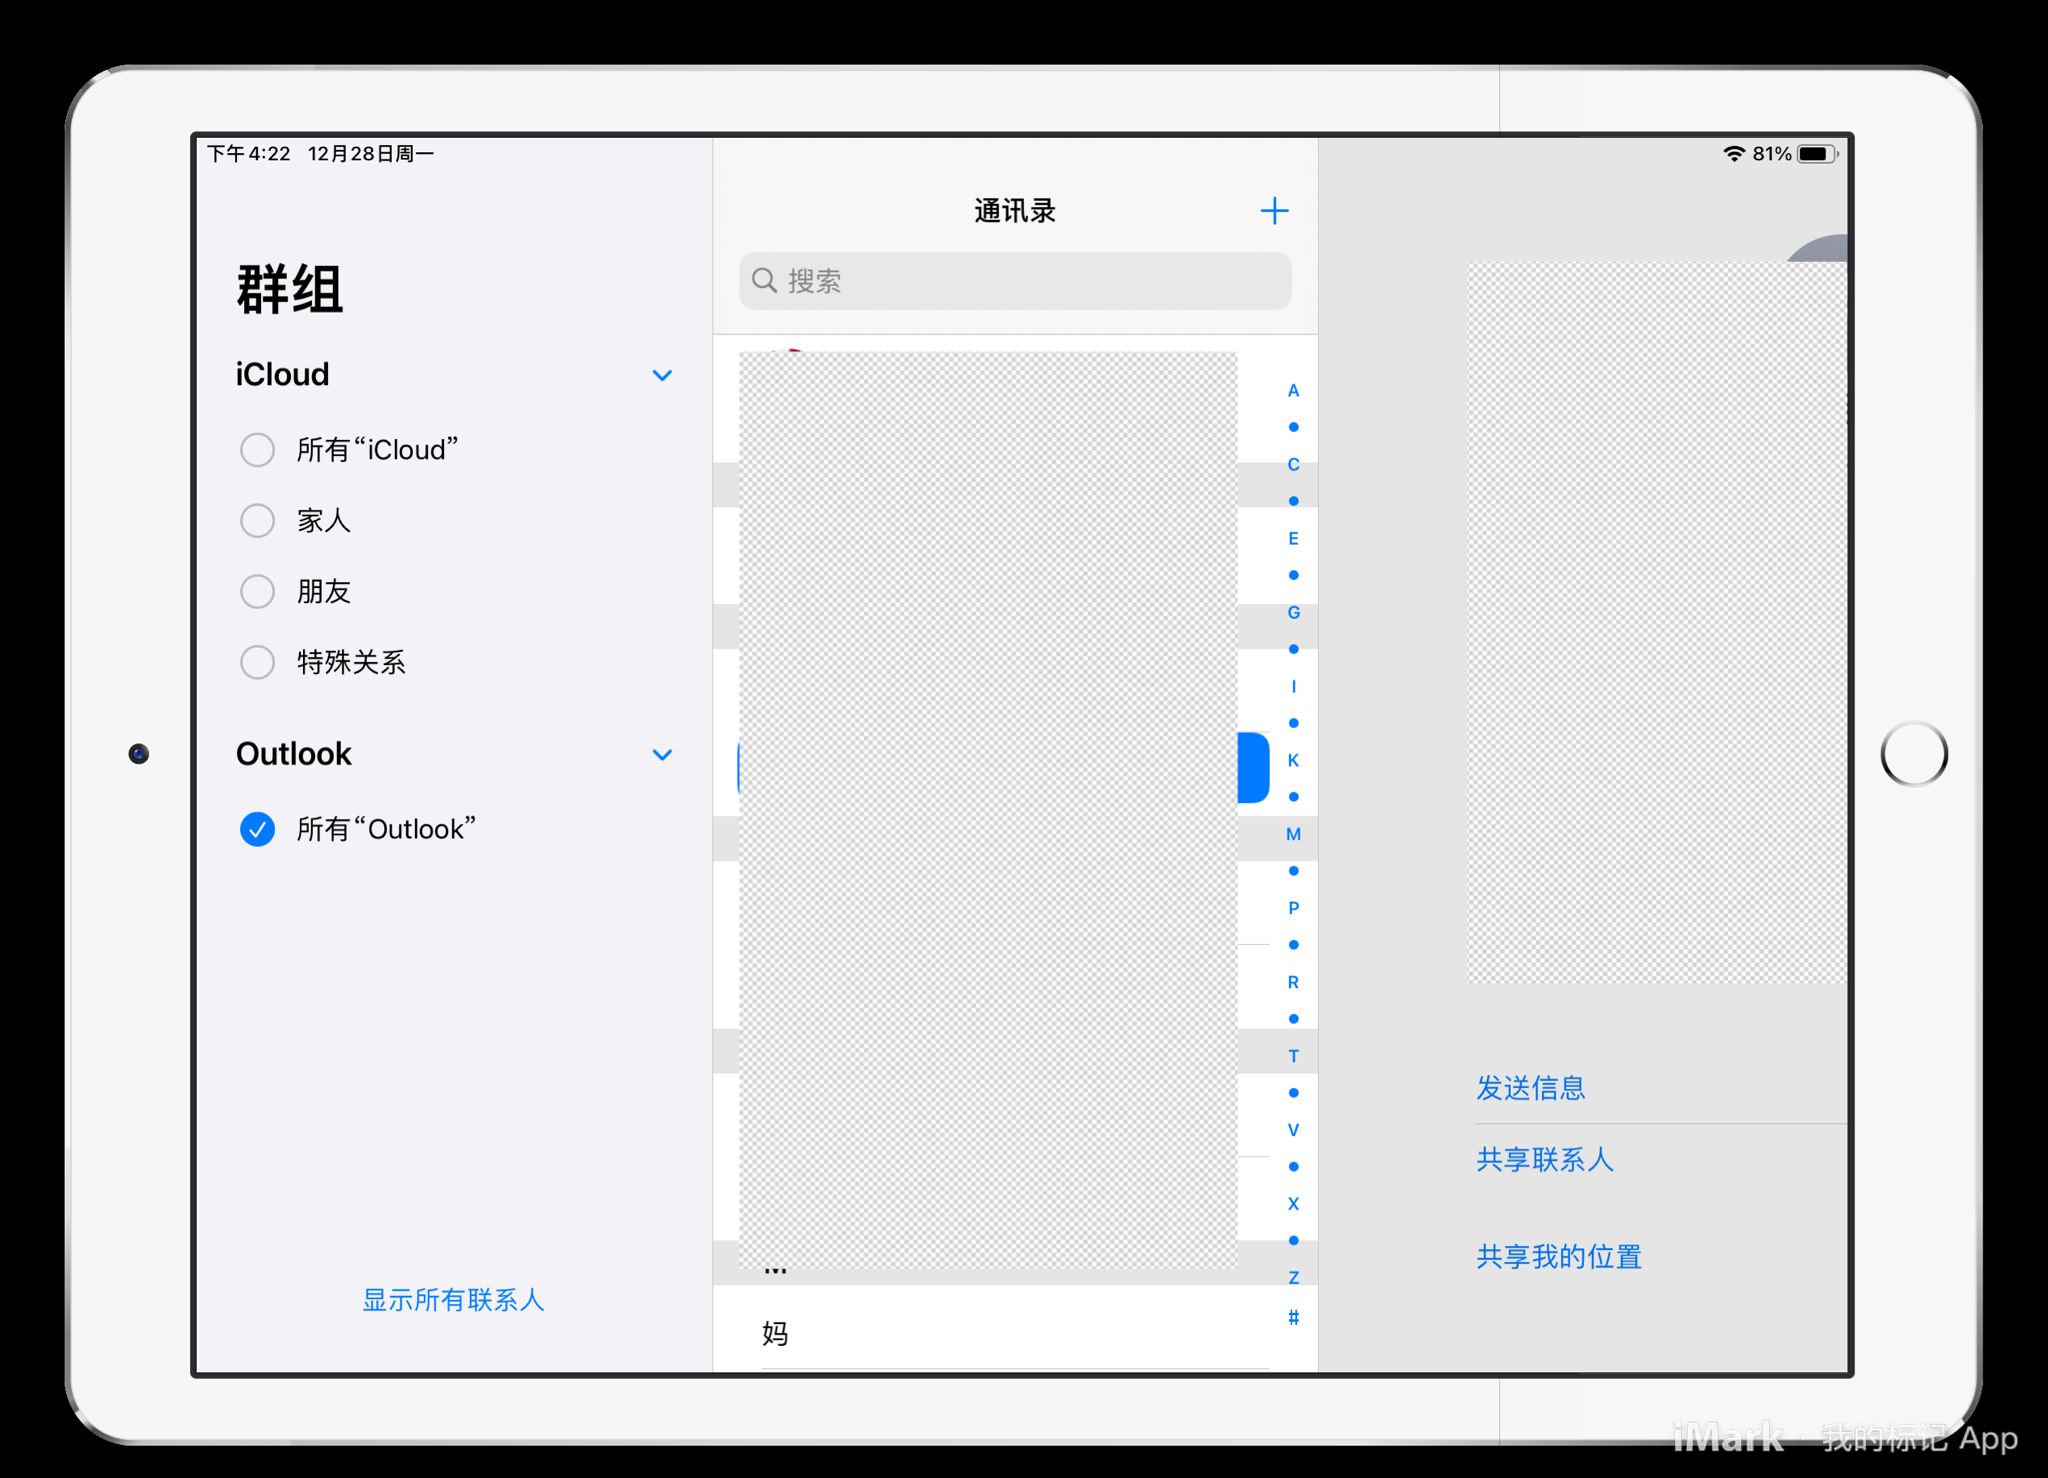 下午4:22 12月28日周一
81%
群组
iCloud
所有“iCloud”
家人
朋友
特殊关系
Outlook
所有“Outlook”
显示所有联系人
通讯录
搜索
A
C
E
G
I
K
M
P
R
T
V
X
Z
#
妈
发送信息
共享联系人
共享我的位置
iMark · 我的标记 App